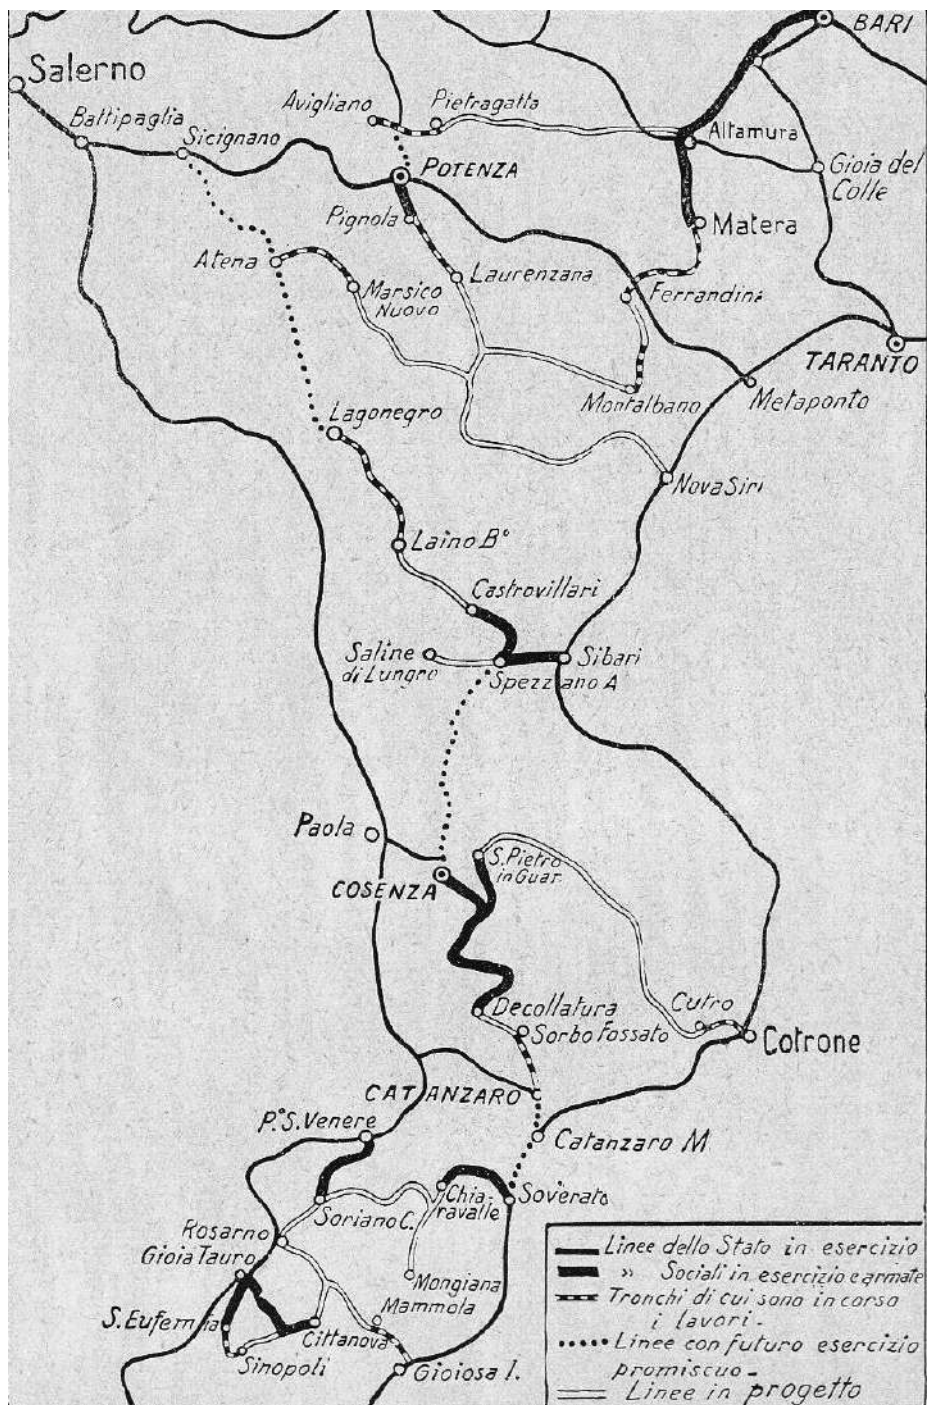 BARI
Salerno
Avigliano
Pietragalla
Battipaglia
Sicignano
Altamura
POTENZA
Gioia del
Colle
Pignola
Matera
Atena
Laurenzana
Marsico
Nuovo
Ferrandina
TARANTO
Montalbano
Metaponto
Lagonegro
Nova Siri
Laino B°
Castrovillari
Saline
di Lungro
Sibari
Spezzano A
Paola
S. Pietro
in Guar.
COSENZA
Decollatura
Cutro
Sorbo Fossato
Cotrone
CATANZARO
P° S. Venere
Catanzaro M
Chia-
ravalle
Soverato
Soriano C.
Rosarno
Gioia Tauro
Mongiana
Mammola
S. Eufemia
Cittanova
Sinopoli
Gioiosa I.
Linee dello Stato in esercizio
» Sociali in esercizio e armate
Tronchi di cui sono in corso
i lavori -
Linee con futuro esercizio
promiscuo -
Linee in progetto